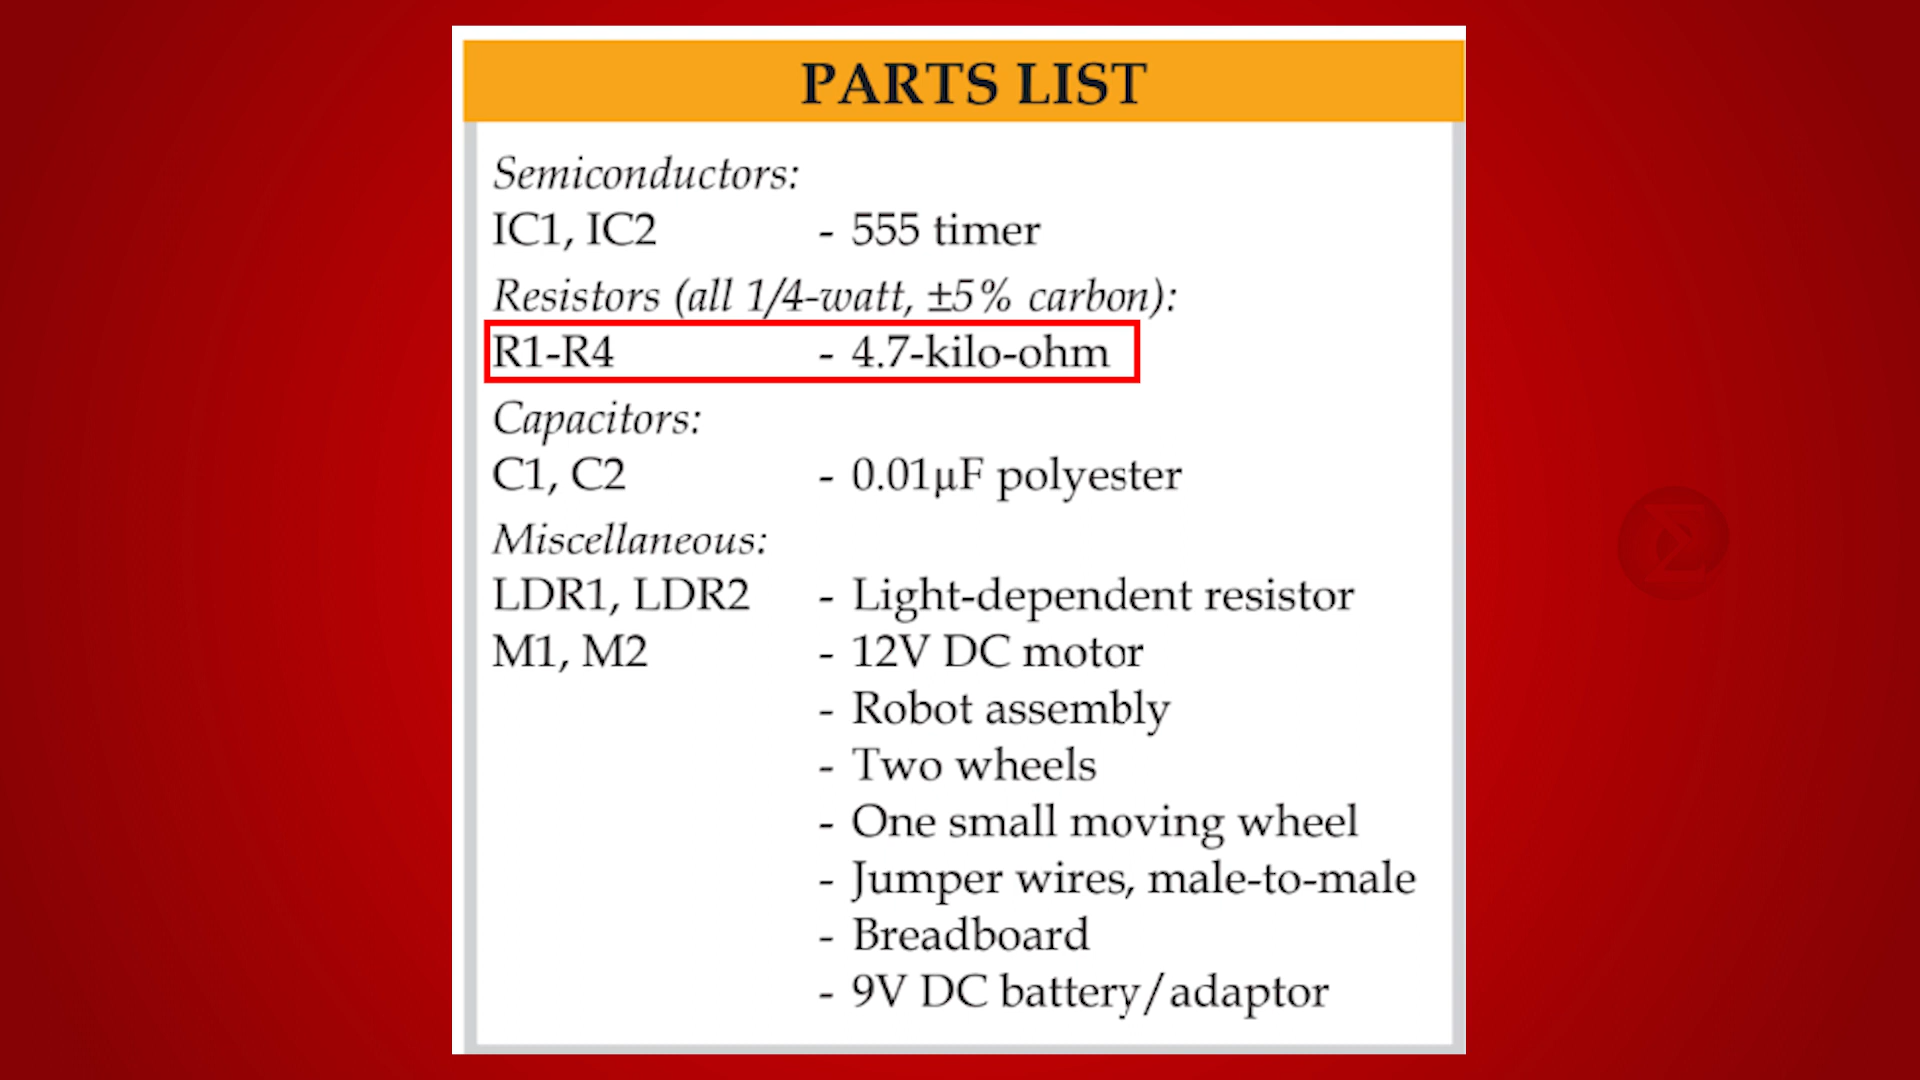 PARTS LIST
Semiconductors:
IC1, IC2 - 555 timer
Resistors (all 1/4-watt, ±5% carbon):
R1-R4 - 4.7-kilo-ohm
Capacitors:
C1, C2 - 0.01µF polyester
Miscellaneous:
LDR1, LDR2 - Light-dependent resistor
M1, M2 - 12V DC motor
- Robot assembly
- Two wheels
- One small moving wheel
- Jumper wires, male-to-male
- Breadboard
- 9V DC battery/adaptor